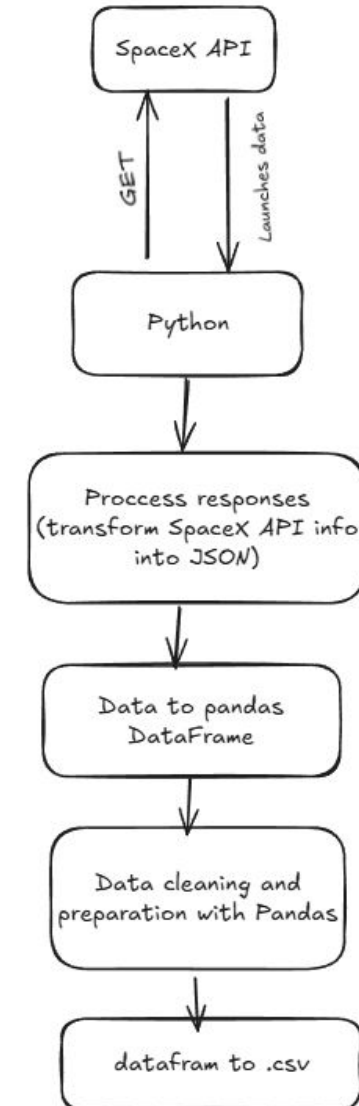 SpaceX API
GET
Launches data
Python
Proccess responses
(transform SpaceX API info
into JSON)
Data to pandas
DataFrame
Data cleaning and
preparation with Pandas
datafram to .csv